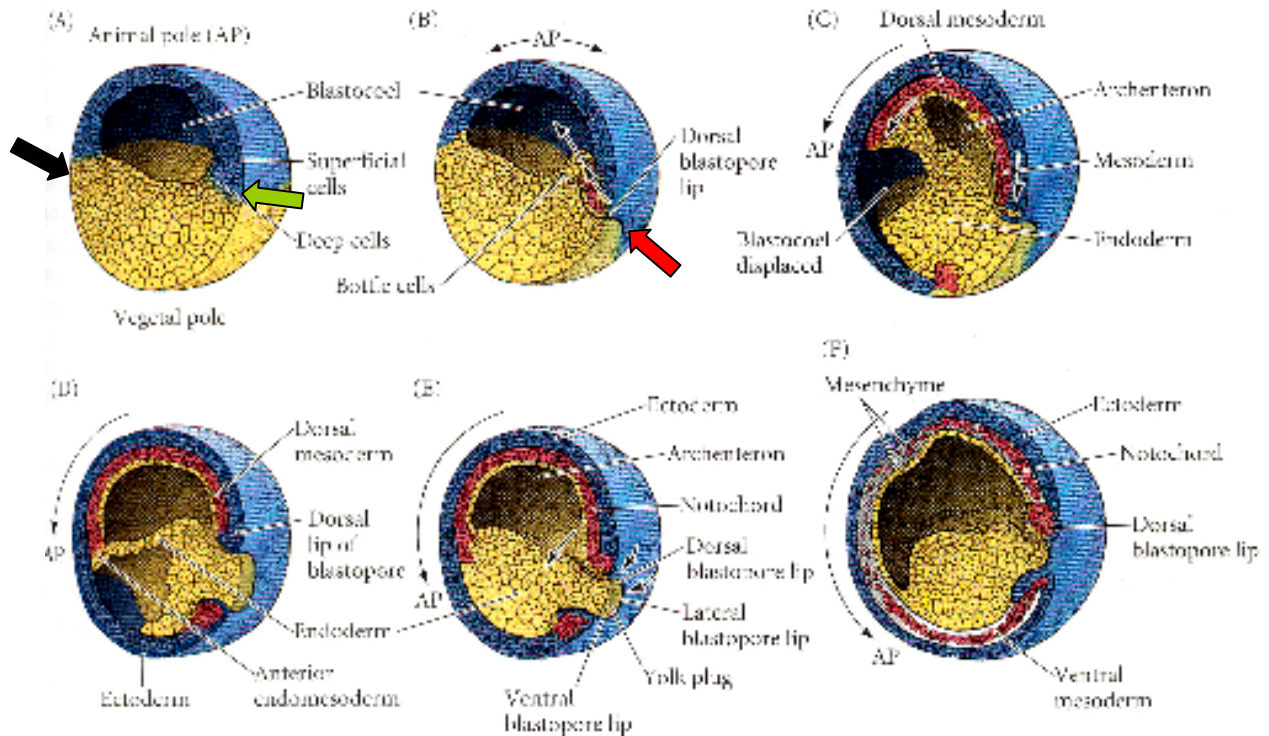 (A)
Animal pole (AP)
Blastocoel
Superficial
cells
Deep cells
Vegetal pole
(B)
AP
Dorsal
blastopore
lip
Bottle cells
(C)
Dorsal mesoderm
Archenteron
AP
Mesoderm
Blastocoel
displaced
Endoderm
(D)
Dorsal
mesoderm
AP
Dorsal
lip of
blastopore
Endoderm
Ectoderm
Anterior
endomesoderm
(E)
Ectoderm
Archenteron
Notochord
Dorsal
blastopore lip
AP
Lateral
blastopore lip
Yolk plug
Ventral
blastopore lip
(F)
Mesenchyme
Ectoderm
Notochord
Dorsal
blastopore lip
AP
Ventral
mesoderm